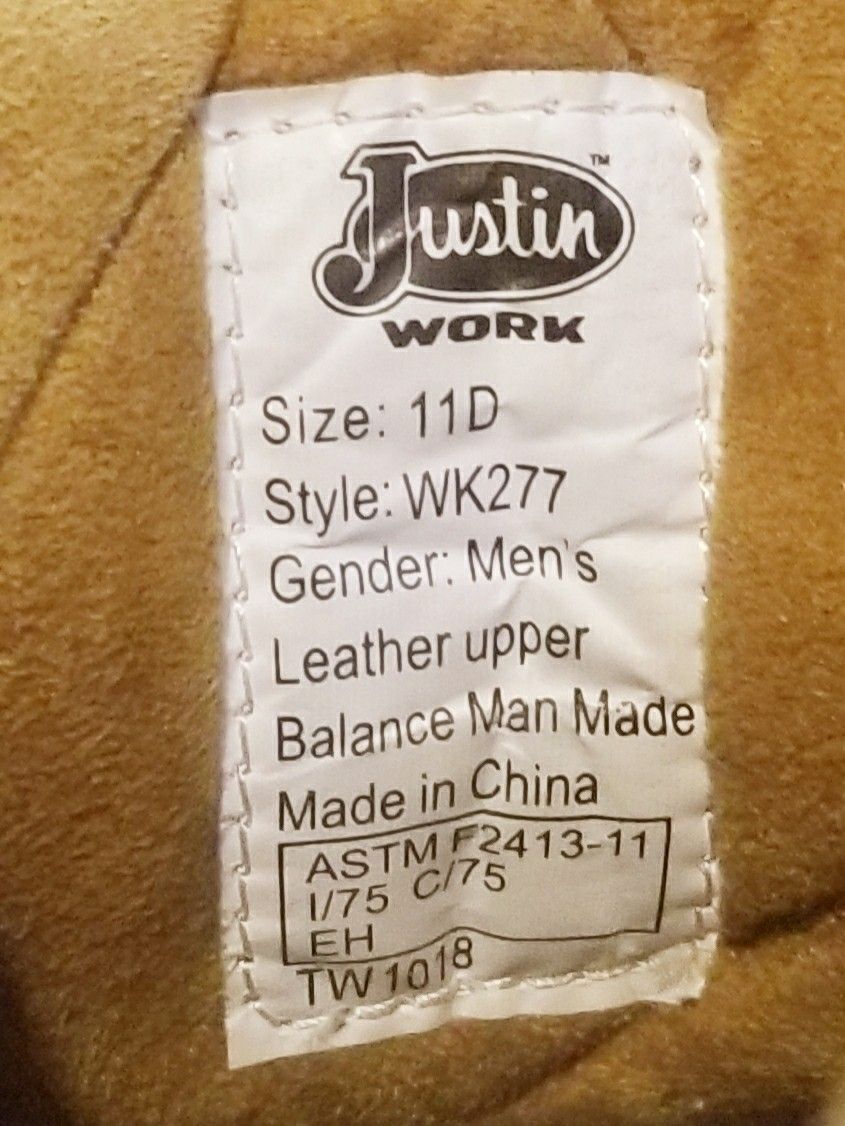 Justin™
WORK
Size: 11D
Style: WK277
Gender: Men's
Leather upper
Balance Man Made
Made in China
ASTM F2413-11
I/75 C/75
EH
TW1018